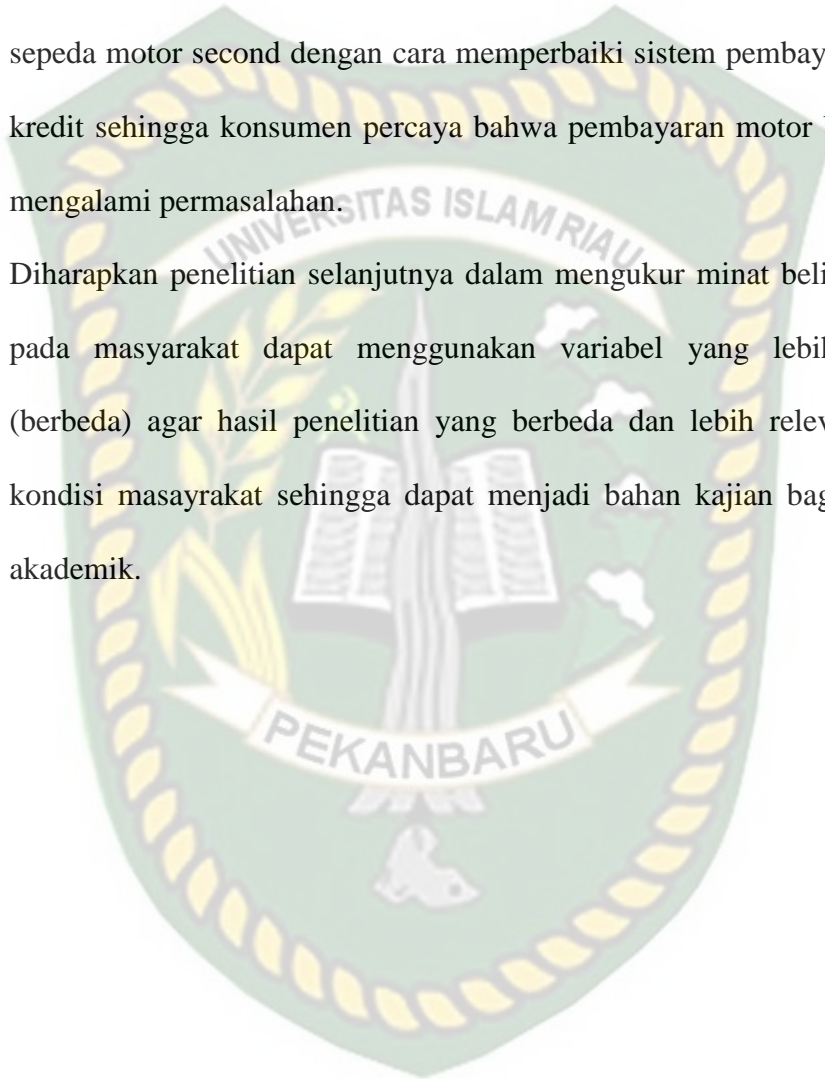 sepeda motor second dengan cara memperbaiki sistem pembay
kredit sehingga konsumen percaya bahwa pembayaran motor
mengalami permasalahan.
UNIVERSITAS ISLAM RIAU
Diharapkan penelitian selanjutnya dalam mengukur minat beli
pada masyarakat dapat menggunakan variabel yang lebih
(berbeda) agar hasil penelitian yang berbeda dan lebih relev
kondisi masayrakat sehingga dapat menjadi bahan kajian bag
akademik.
PEKANBARU